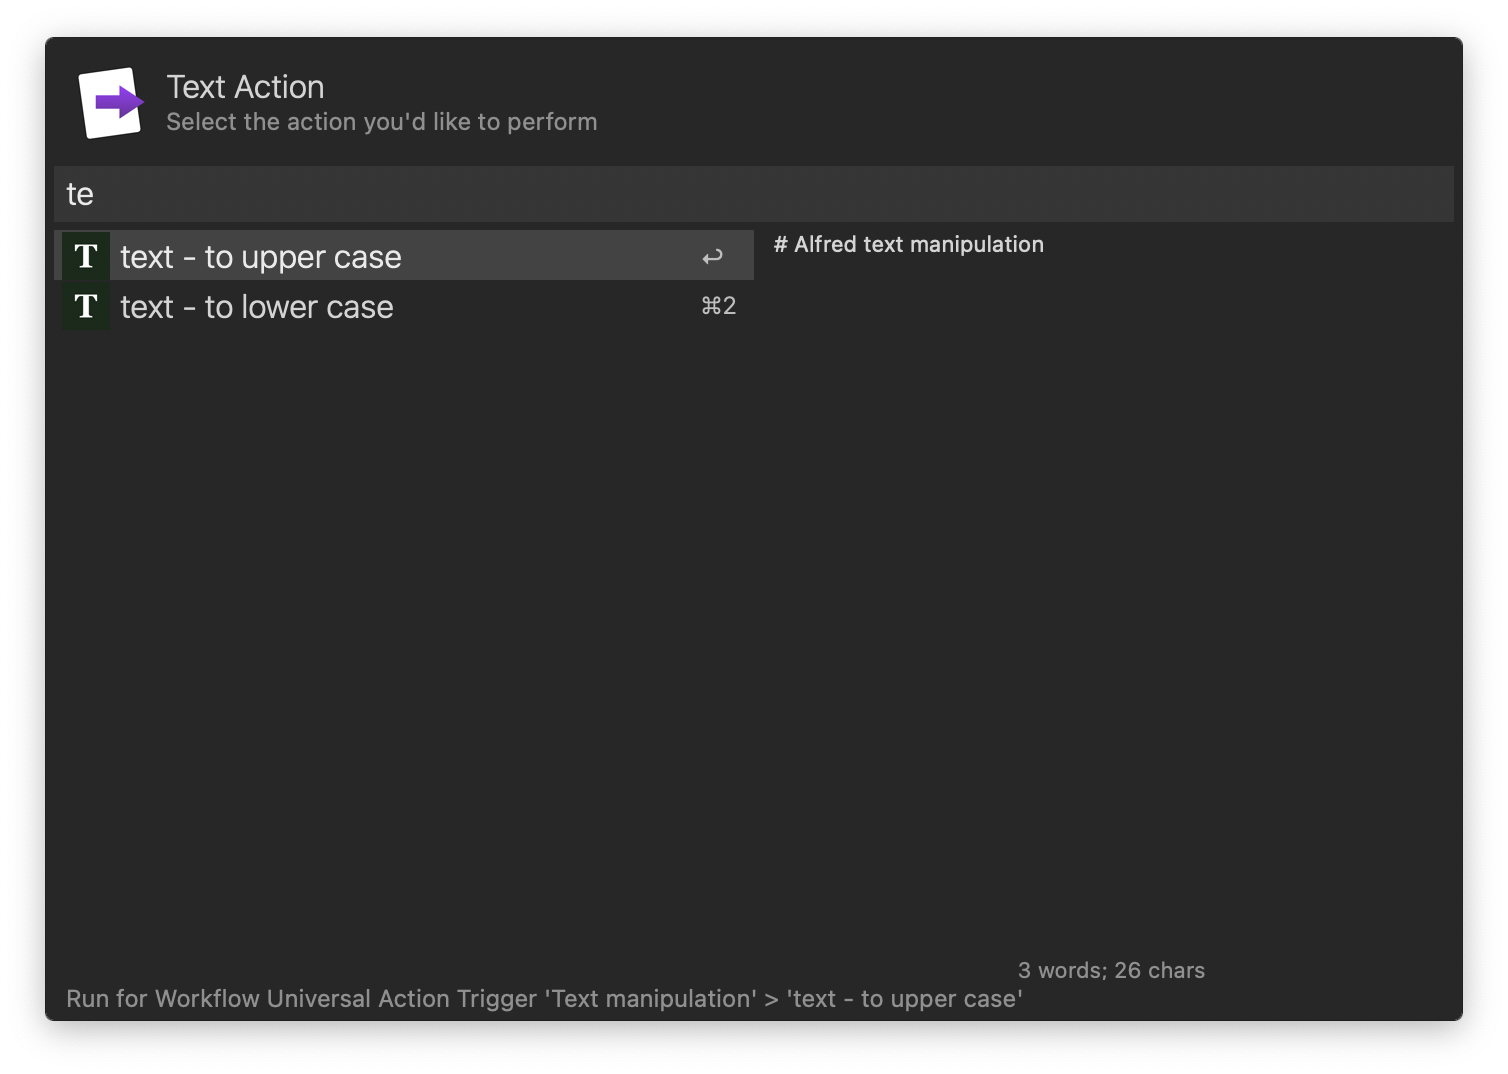 Text Action
Select the action you'd like to perform
te
T text - to upper case ↩
T text - to lower case ⌘2
# Alfred text manipulation
3 words; 26 chars
Run for Workflow Universal Action Trigger 'Text manipulation' > 'text - to upper case'